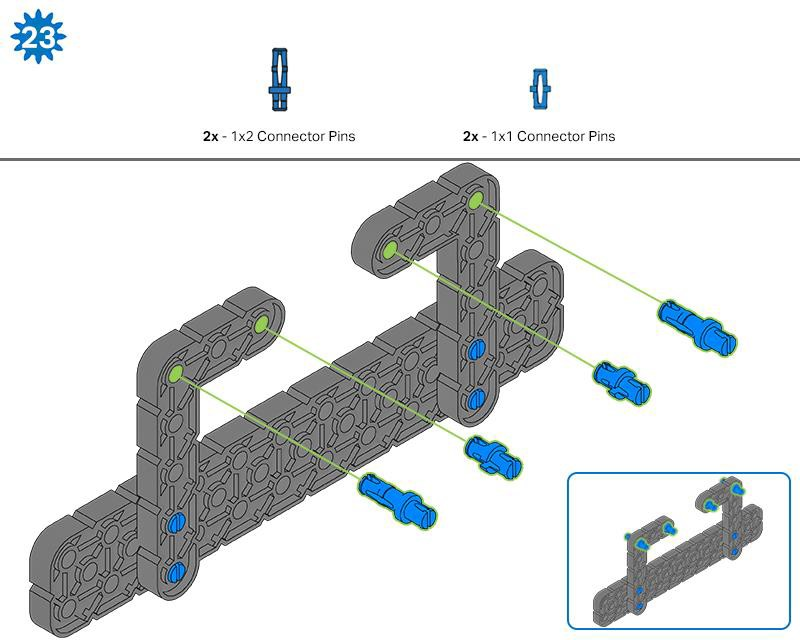 23
2x - 1x2 Connector Pins
2x - 1x1 Connector Pins